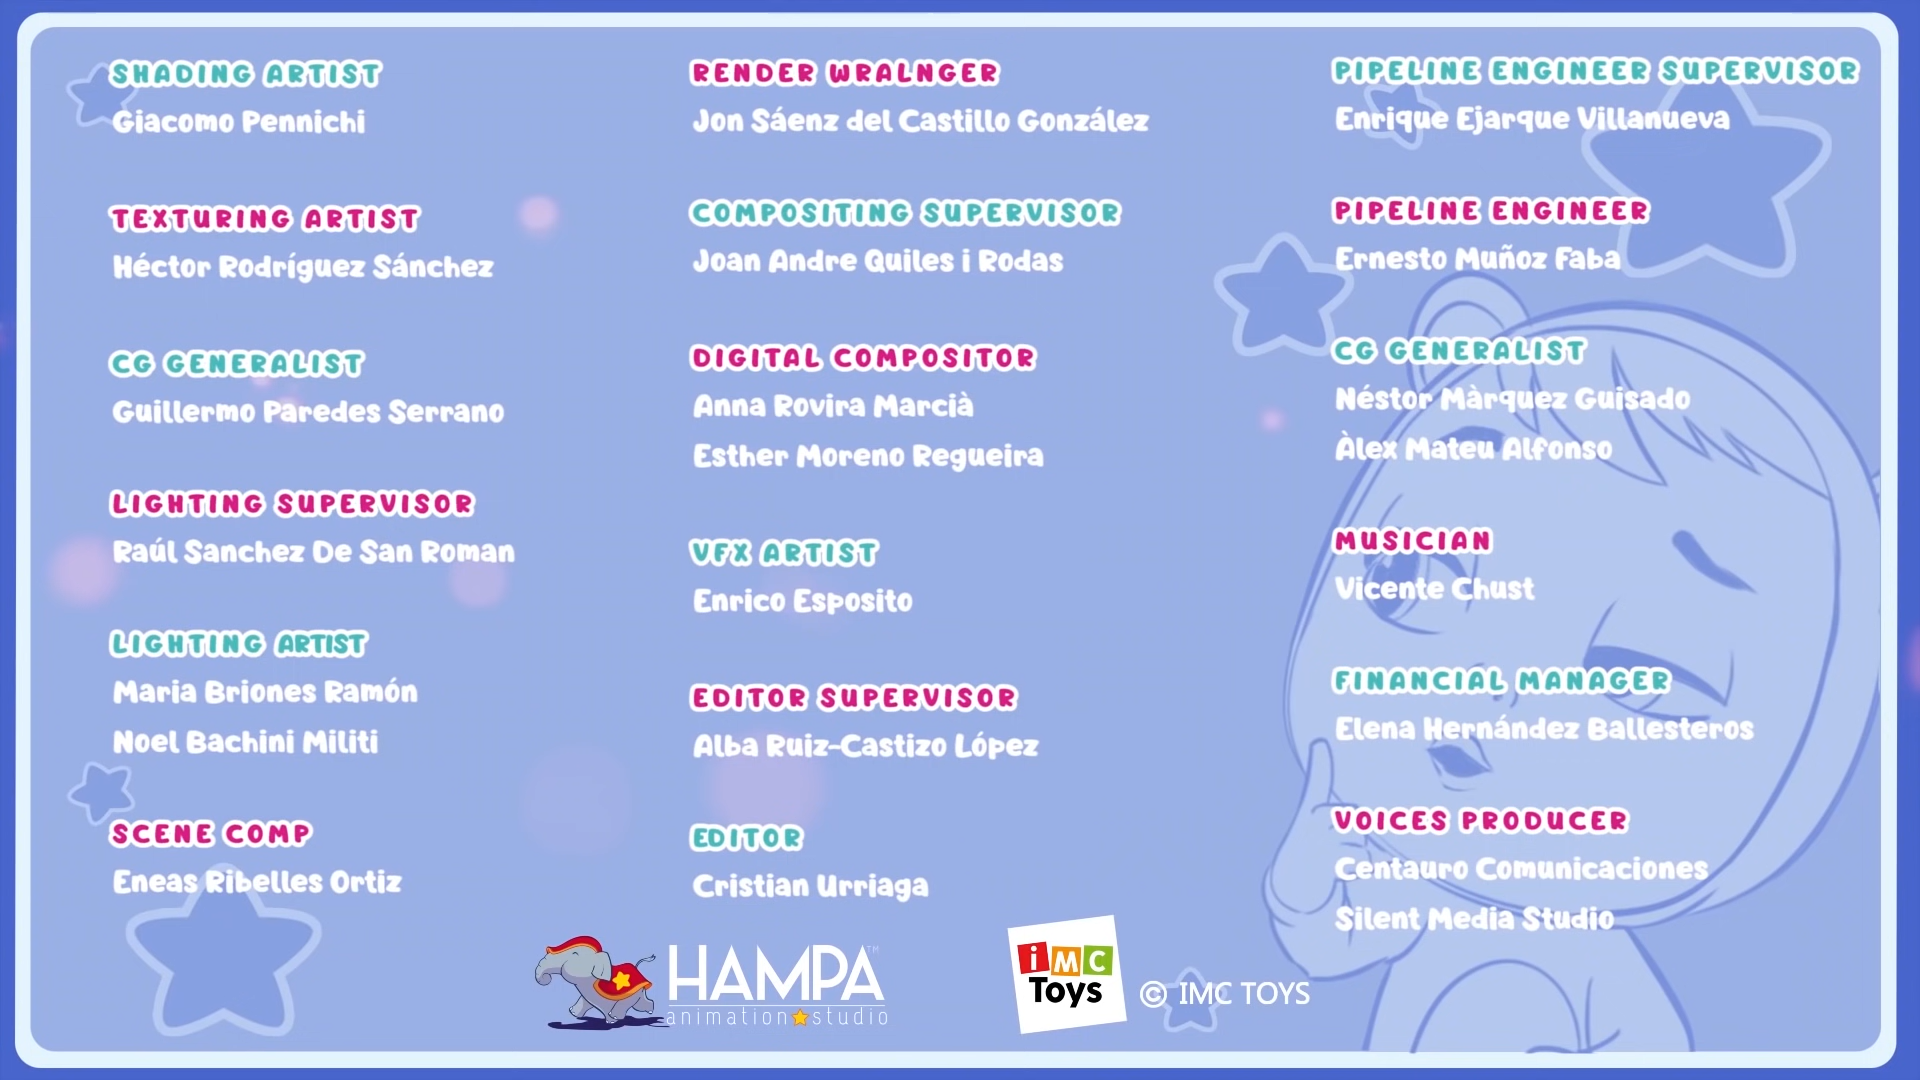 SHADING ARTIST
Giacomo Pennichi
TEXTURING ARTIST
Héctor Rodríguez Sánchez
CG GENERALIST
Guillermo Paredes Serrano
LIGHTING SUPERVISOR
Raúl Sanchez De San Roman
LIGHTING ARTIST
Maria Briones Ramón
Noel Bachini Militi
SCENE COMP
Eneas Ribelles Ortiz
RENDER WRALNGER
Jon Sáenz del Castillo González
COMPOSITING SUPERVISOR
Joan Andre Quiles i Rodas
DIGITAL COMPOSITOR
Anna Rovira Marcià
Esther Moreno Regueira
VFX ARTIST
Enrico Esposito
EDITOR SUPERVISOR
Alba Ruiz-Castizo López
EDITOR
Cristian Urriaga
PIPELINE ENGINEER SUPERVISOR
Enrique Ejarque Villanueva
PIPELINE ENGINEER
Ernesto Muñoz Faba
CG GENERALIST
Néstor Màrquez Guisado
Àlex Mateu Alfonso
MUSICIAN
Vicente Chust
FINANCIAL MANAGER
Elena Hernández Ballesteros
VOICES PRODUCER
Centauro Comunicaciones
Silent Media Studio
HAMPA™
animation studio
iMC
Toys
© IMC TOYS